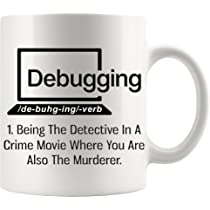 Debugging
/de-buhg-ing/-verb
1. Being The Detective In A
Crime Movie Where You Are
Also The Murderer.